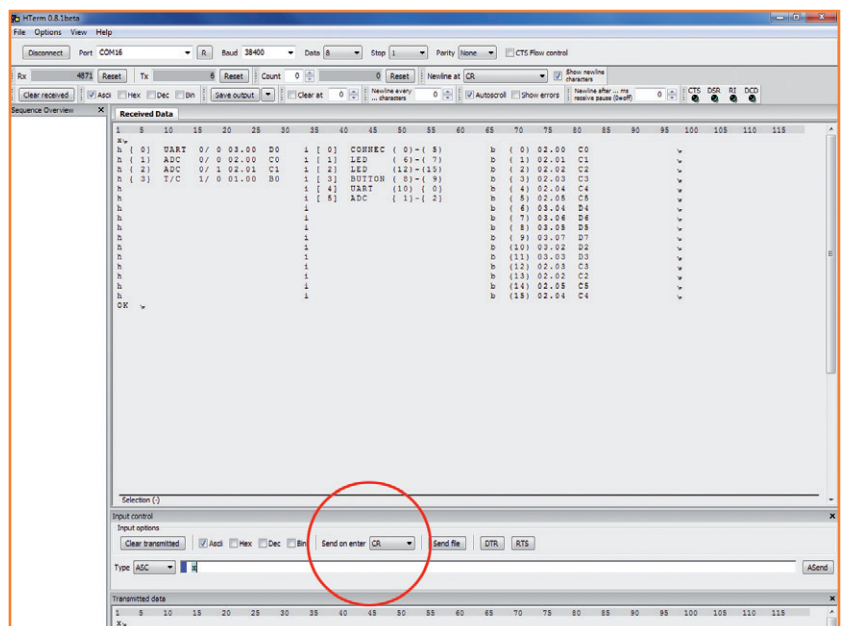 HTerm 0.8.1beta
File Options View Help
Disconnect Port COM16 R Baud 38400 Data 8 Stop 1 Parity None CTS Flow control
Rx 4871 Reset Tx 6 Reset Count 0 0 Reset Newline at CR Show newline characters
Clear received Ascii Hex Dec Bin Save output Clear at 0 Newline every ... characters 0 Autoscroll Show errors Newline after ... ms receive pause (0=off) 0 CTS DSR RI DCD
Sequence Overview X Received Data
1 5 10 15 20 25 30 35 40 45 50 55 60 65 70 75 80 85 90 95 100 105 110 115
x
h ( 0) UART 0/ 0 03.00 D0 i [ 0] CONNEC ( 0)-( 5) b ( 0) 02.00 C0
h ( 1) ADC 0/ 0 02.00 C0 i [ 1] LED ( 6)-( 7) b ( 1) 02.01 C1
h ( 2) ADC 0/ 1 02.01 C1 i [ 2] LED (12)-(15) b ( 2) 02.02 C2
h ( 3) T/C 1/ 0 01.00 B0 i [ 3] BUTTON ( 8)-( 9) b ( 3) 02.03 C3
h i [ 4] UART (10) ( 0) b ( 4) 02.04 C4
h i [ 5] ADC ( 1)-( 2) b ( 5) 02.05 C5
h i b ( 6) 03.04 D4
h i b ( 7) 03.06 D6
h i b ( 8) 03.05 D5
h i b ( 9) 03.07 D7
h i b (10) 03.02 D2
h i b (11) 03.03 D3
h i b (12) 02.03 C3
h i b (13) 02.02 C2
h i b (14) 02.05 C5
h i b (15) 02.04 C4
OK
Selection (-)
Input control X
Input options
Clear transmitted Ascii Hex Dec Bin Send on enter CR Send file DTR RTS
Type ASC x ASend
Transmitted data X
1 5 10 15 20 25 30 35 40 45 50 55 60 65 70 75 80 85 90 95 100 105 110 115
x